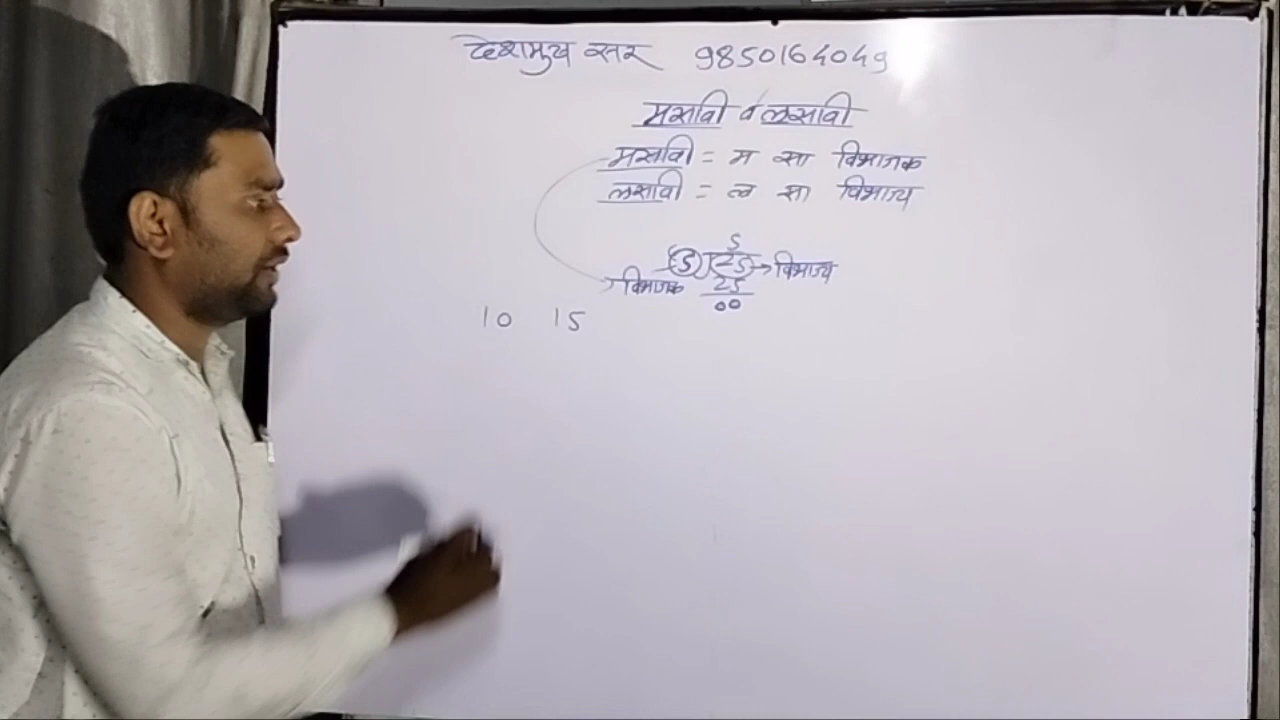 देशमुख सर 9850164049
मसावी व लसावी
मसावी = म सा विभाजक
लसावी = ल सा विभाज्य
5
5) 25 → विभाज्य
विभाजक 25
00
10 15